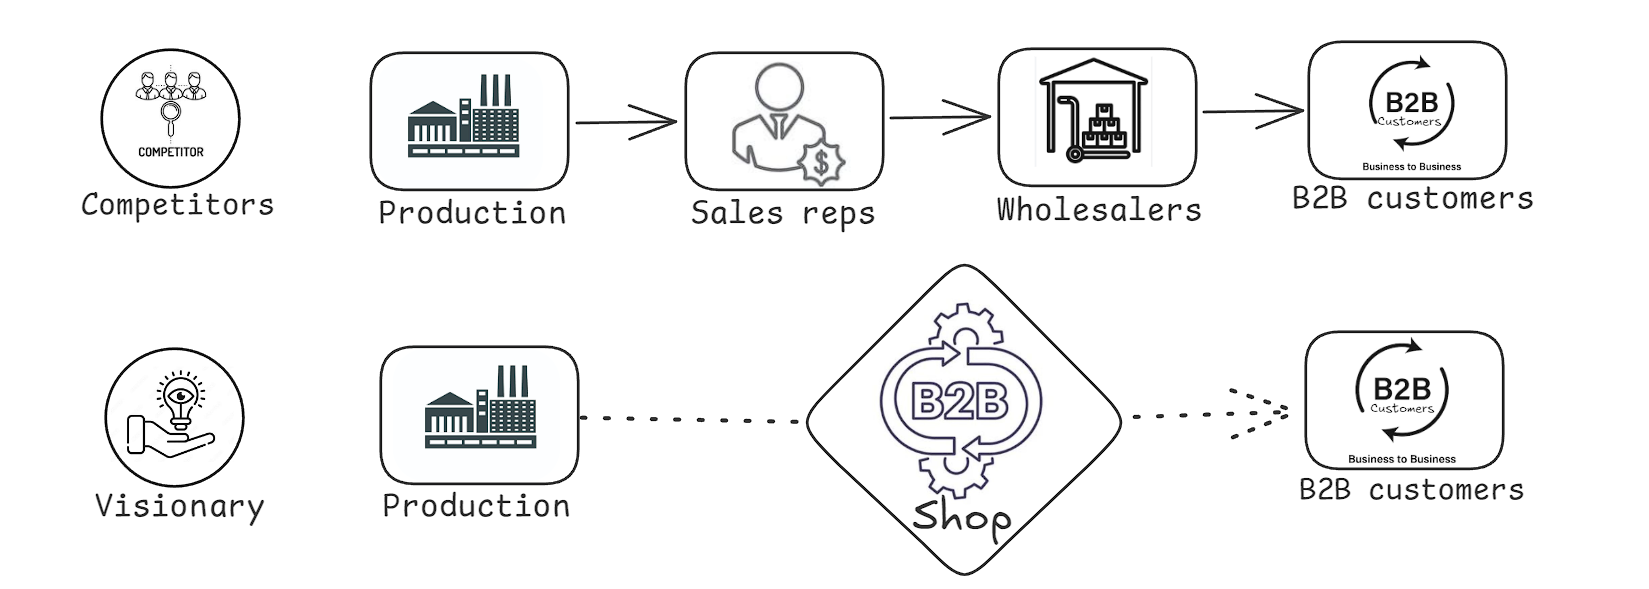 COMPETITOR
Competitors
Production
$
Sales reps
Wholesalers
B2B
Customers
Business to Business
B2B customers
Visionary
Production
B2B
Shop
B2B
Customers
Business to Business
B2B customers